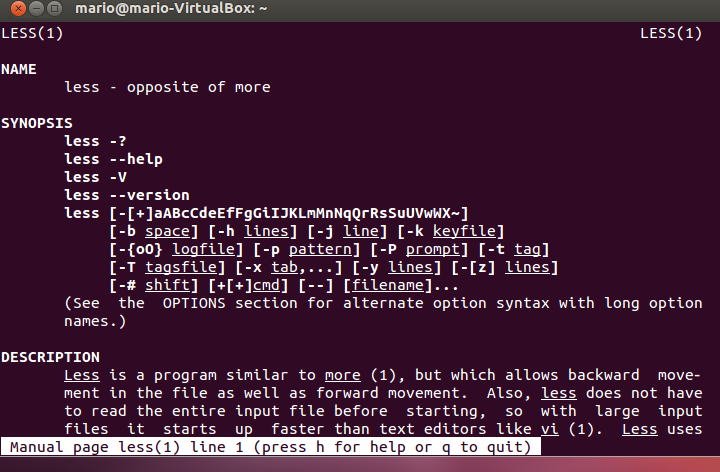 mario@mario-VirtualBox: ~
LESS(1) LESS(1)
NAME
less - opposite of more
SYNOPSIS
less -?
less --help
less -V
less --version
less [-[+]aABcCdeEfFgGiIJKLmMnNqQrRsSuUVwWX~]
[-b space] [-h lines] [-j line] [-k keyfile]
[-{oO} logfile] [-p pattern] [-P prompt] [-t tag]
[-T tagsfile] [-x tab,...] [-y lines] [-[z] lines]
[-# shift] [+[+]cmd] [--] [filename]...
(See the OPTIONS section for alternate option syntax with long option
names.)
DESCRIPTION
Less is a program similar to more (1), but which allows backward move-
ment in the file as well as forward movement. Also, less does not have
to read the entire input file before starting, so with large input
files it starts up faster than text editors like vi (1). Less uses
Manual page less(1) line 1 (press h for help or q to quit)